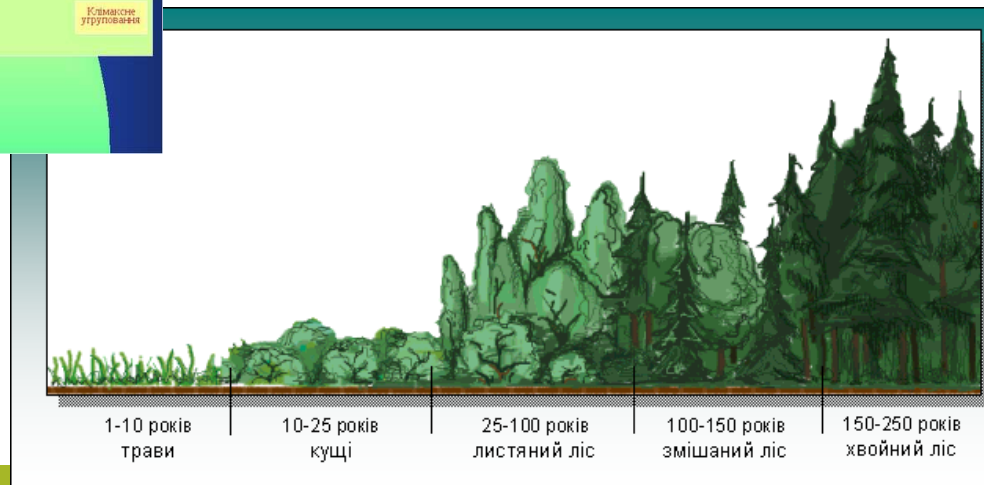 Клімаксне
угруповання
1-10 років
трави
10-25 років
кущі
25-100 років
листяний ліс
100-150 років
змішаний ліс
150-250 років
хвойний ліс